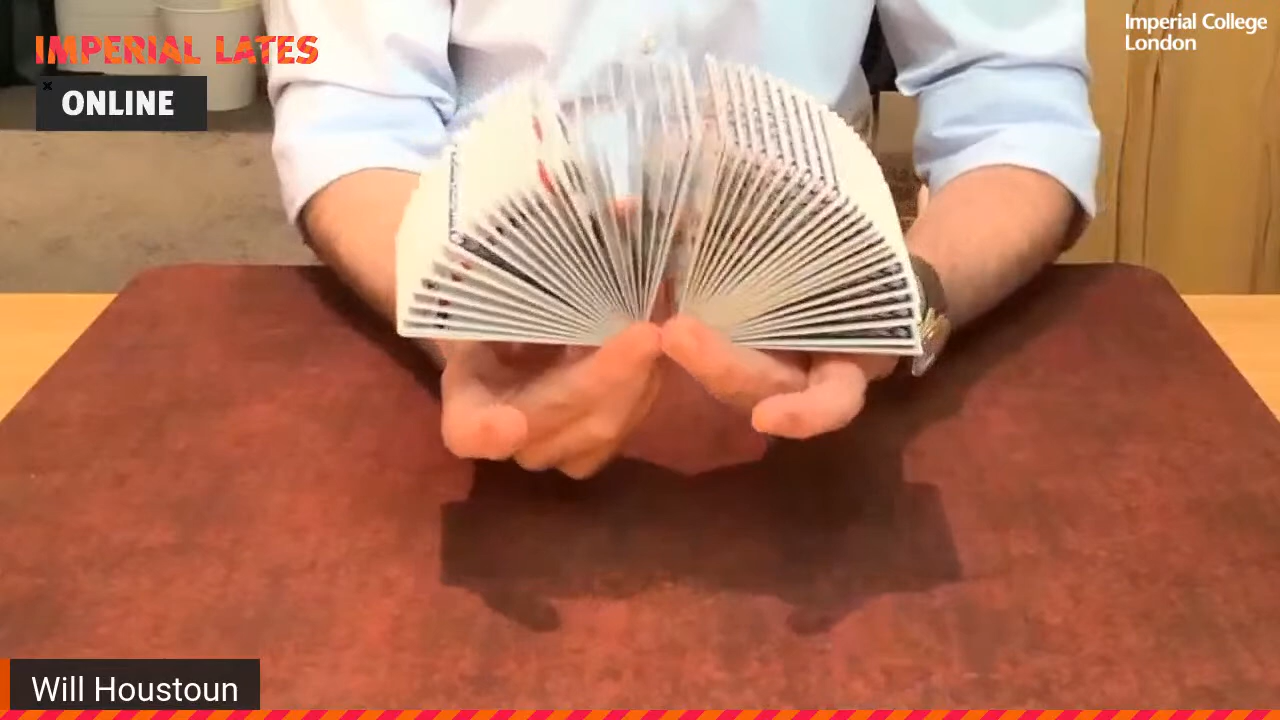 IMPERIAL LATES
ONLINE
Imperial College
London
Will Houstoun